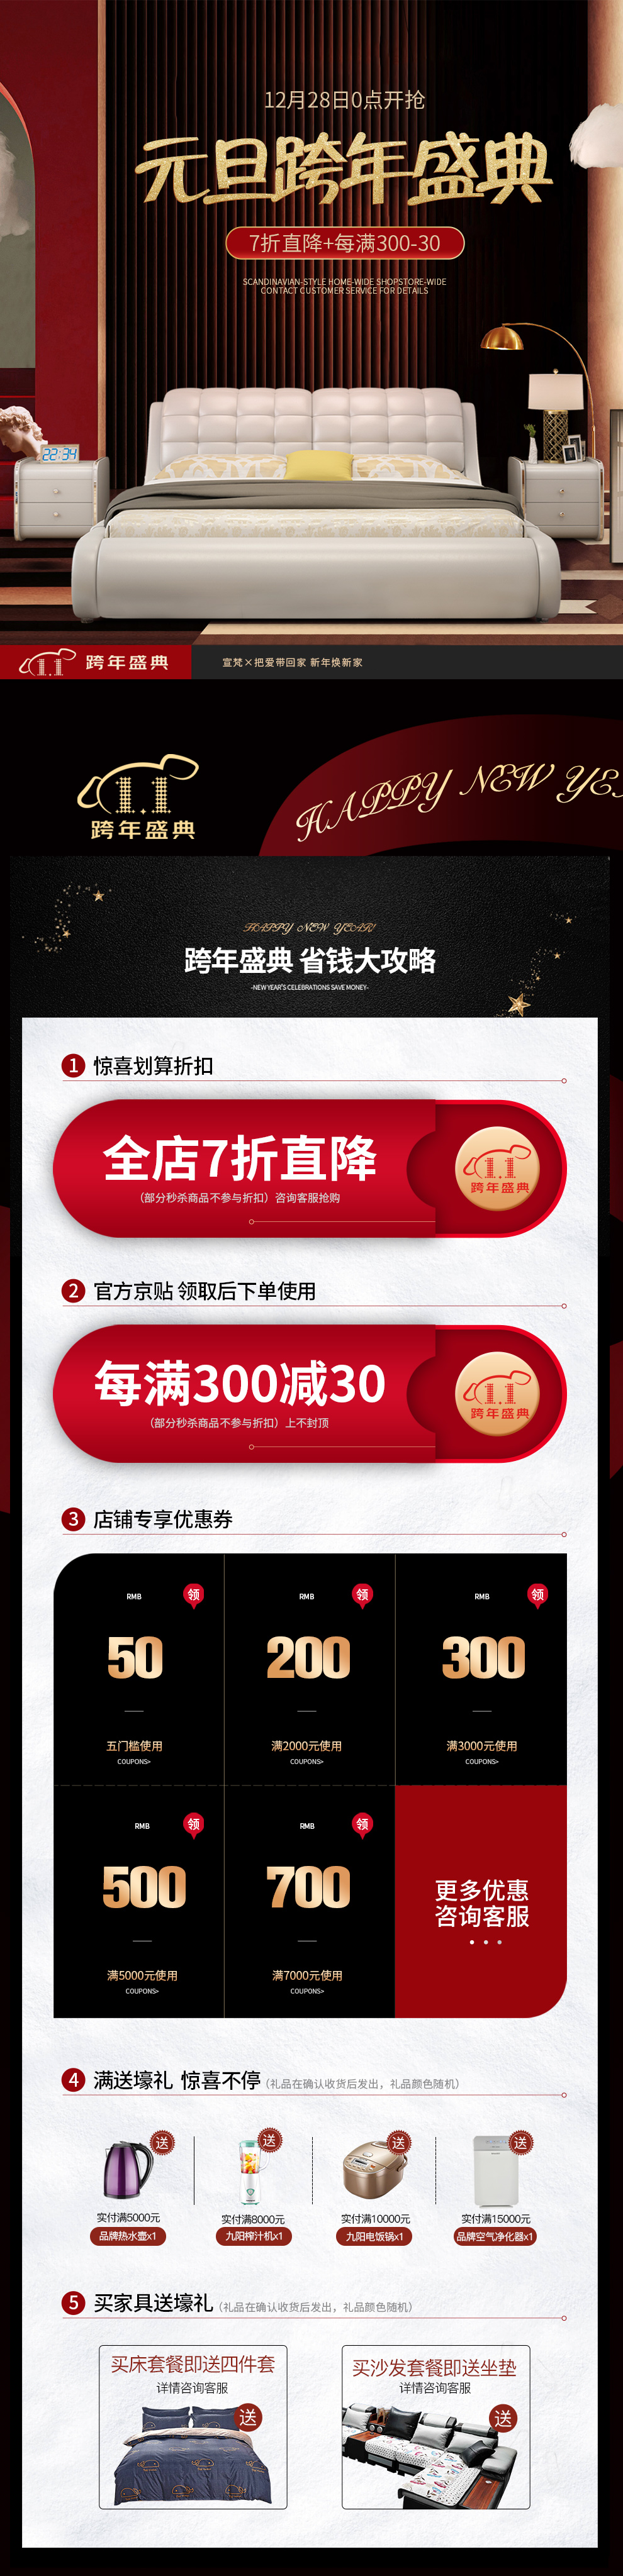 12月28日0点开抢
元旦跨年盛典
7折直降+每满300-30
SCANDINAVIAN-STYLE HOME-WIDE SHOPSTORE-WIDE
CONTACT CUSTOMER SERVICE FOR DETAILS
22:34
1.1 跨年盛典
宣梵×把爱带回家 新年焕新家
1.1
跨年盛典
HAPPY NEW YE
HAPPY NEW YEAR!
跨年盛典 省钱大攻略
-NEW YEAR'S CELEBRATIONS SAVE MONEY-
1 惊喜划算折扣
全店7折直降
(部分秒杀商品不参与折扣) 咨询客服抢购
1.1
跨年盛典
2 官方京贴 领取后下单使用
每满300减30
(部分秒杀商品不参与折扣) 上不封顶
1.1
跨年盛典
3 店铺专享优惠券
RMB 领
50
五门槛使用
COUPONS>
RMB 领
200
满2000元使用
COUPONS>
RMB 领
300
满3000元使用
COUPONS>
RMB 领
500
满5000元使用
COUPONS>
RMB 领
700
满7000元使用
COUPONS>
更多优惠
咨询客服
4 满送壕礼 惊喜不停 (礼品在确认收货后发出，礼品颜色随机)
送
实付满5000元
品牌热水壶x1
送
实付满8000元
九阳榨汁机x1
送
实付满10000元
九阳电饭锅x1
送
实付满15000元
品牌空气净化器x1
5 买家具送壕礼 (礼品在确认收货后发出，礼品颜色随机)
买床套餐即送四件套
详情咨询客服
送
买沙发套餐即送坐垫
详情咨询客服
送